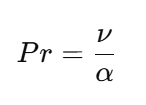 Pr = ν/α